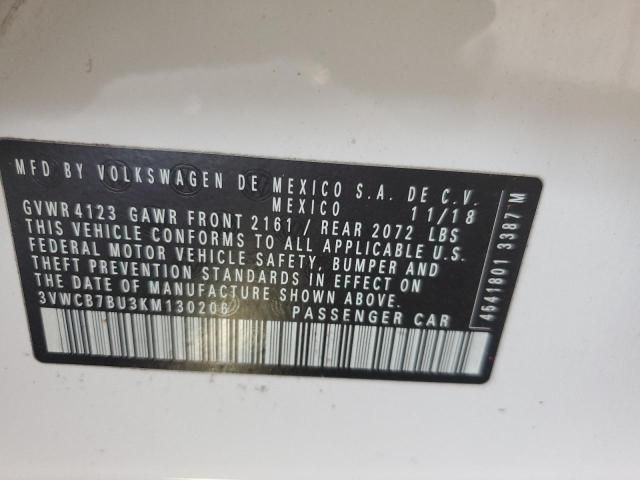 MFD BY VOLKSWAGEN DE MEXICO S.A. DE C.V.
MEXICO 11/18
GVWR 4123 GAWR FRONT 2161 / REAR 2072 LBS
THIS VEHICLE CONFORMS TO ALL APPLICABLE U.S.
FEDERAL MOTOR VEHICLE SAFETY, BUMPER AND
THEFT PREVENTION STANDARDS IN EFFECT ON
THE DATE OF MANUFACTURE SHOWN ABOVE.
3VWCB7BU3KM130206 PASSENGER CAR
4541801 3387 M